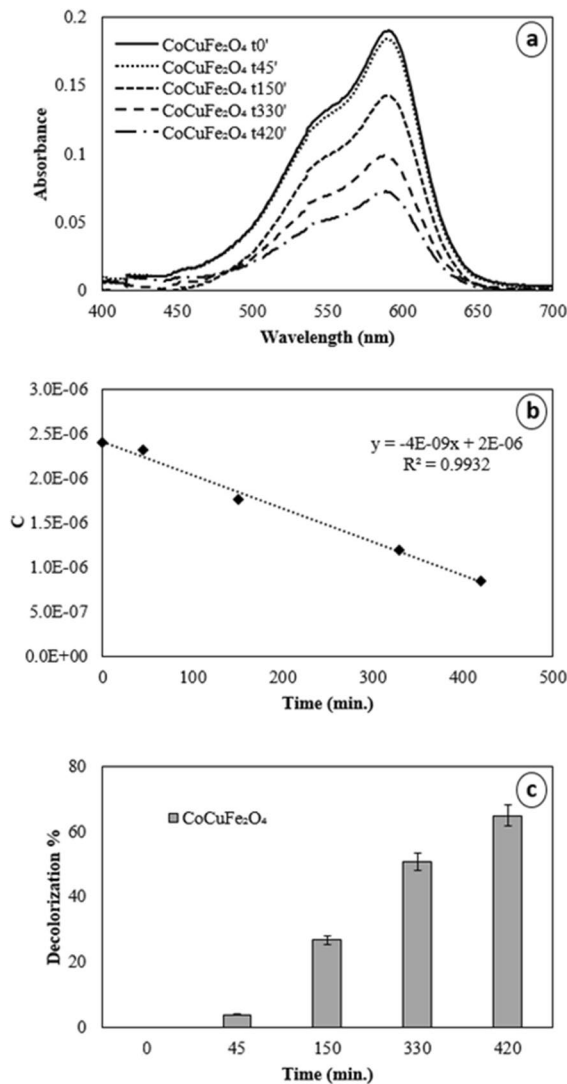 a
0.2
0.15
0.1
0.05
0
Absorbance
CoCuFe₂O₄ t0'
CoCuFe₂O₄ t45'
CoCuFe₂O₄ t150'
CoCuFe₂O₄ t330'
CoCuFe₂O₄ t420'
400 450 500 550 600 650 700
Wavelength (nm)
b
3.0E-06
2.5E-06
2.0E-06
1.5E-06
1.0E-06
5.0E-07
0.0E+00
C
y = -4E-09x + 2E-06
R² = 0.9932
0 100 200 300 400 500
Time (min.)
c
80
60
40
20
0
Decolorization %
CoCuFe₂O₄
0 45 150 330 420
Time (min.)